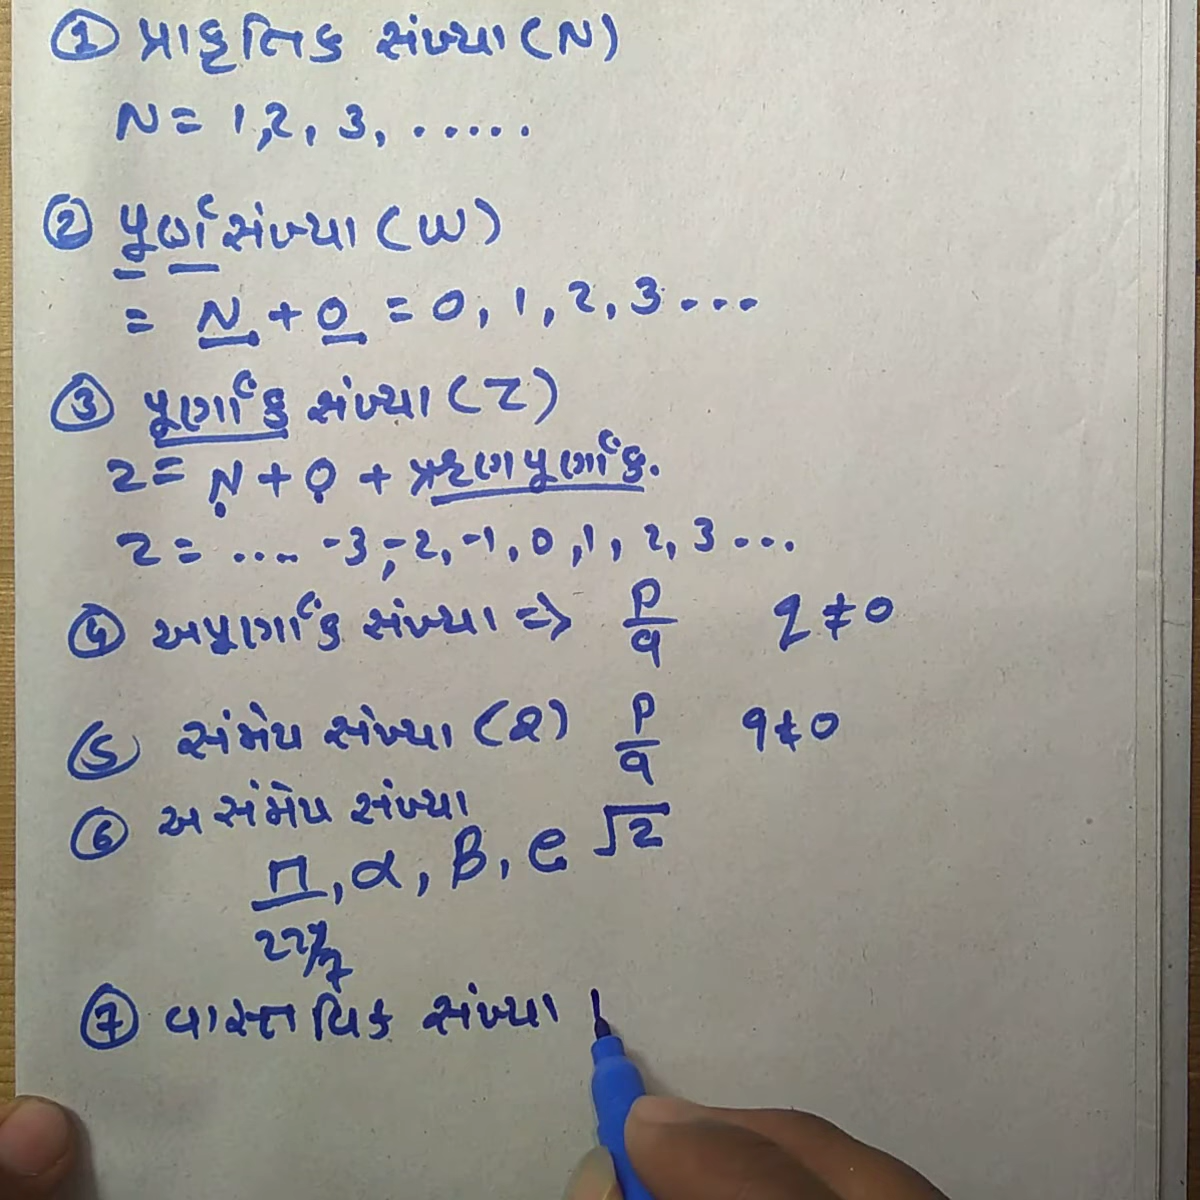 ① પ્રાકૃતિક સંખ્યા (N)
N = 1, 2, 3, .....
② પૂર્ણ સંખ્યા (W)
= N + 0 = 0, 1, 2, 3 ...
③ પૂર્ણાંક સંખ્યા (Z)
Z = N + 0 + ઋણપૂર્ણાંક.
Z = .... -3, -2, -1, 0, 1, 2, 3 ...
④ અપૂર્ણાંક સંખ્યા => p/q q ≠ 0
⑤ સંમેય સંખ્યા (Q) p/q q ≠ 0
⑥ અસંમેય સંખ્યા
π, α, β, e √2
22/7
⑦ વાસ્તવિક સંખ્યા